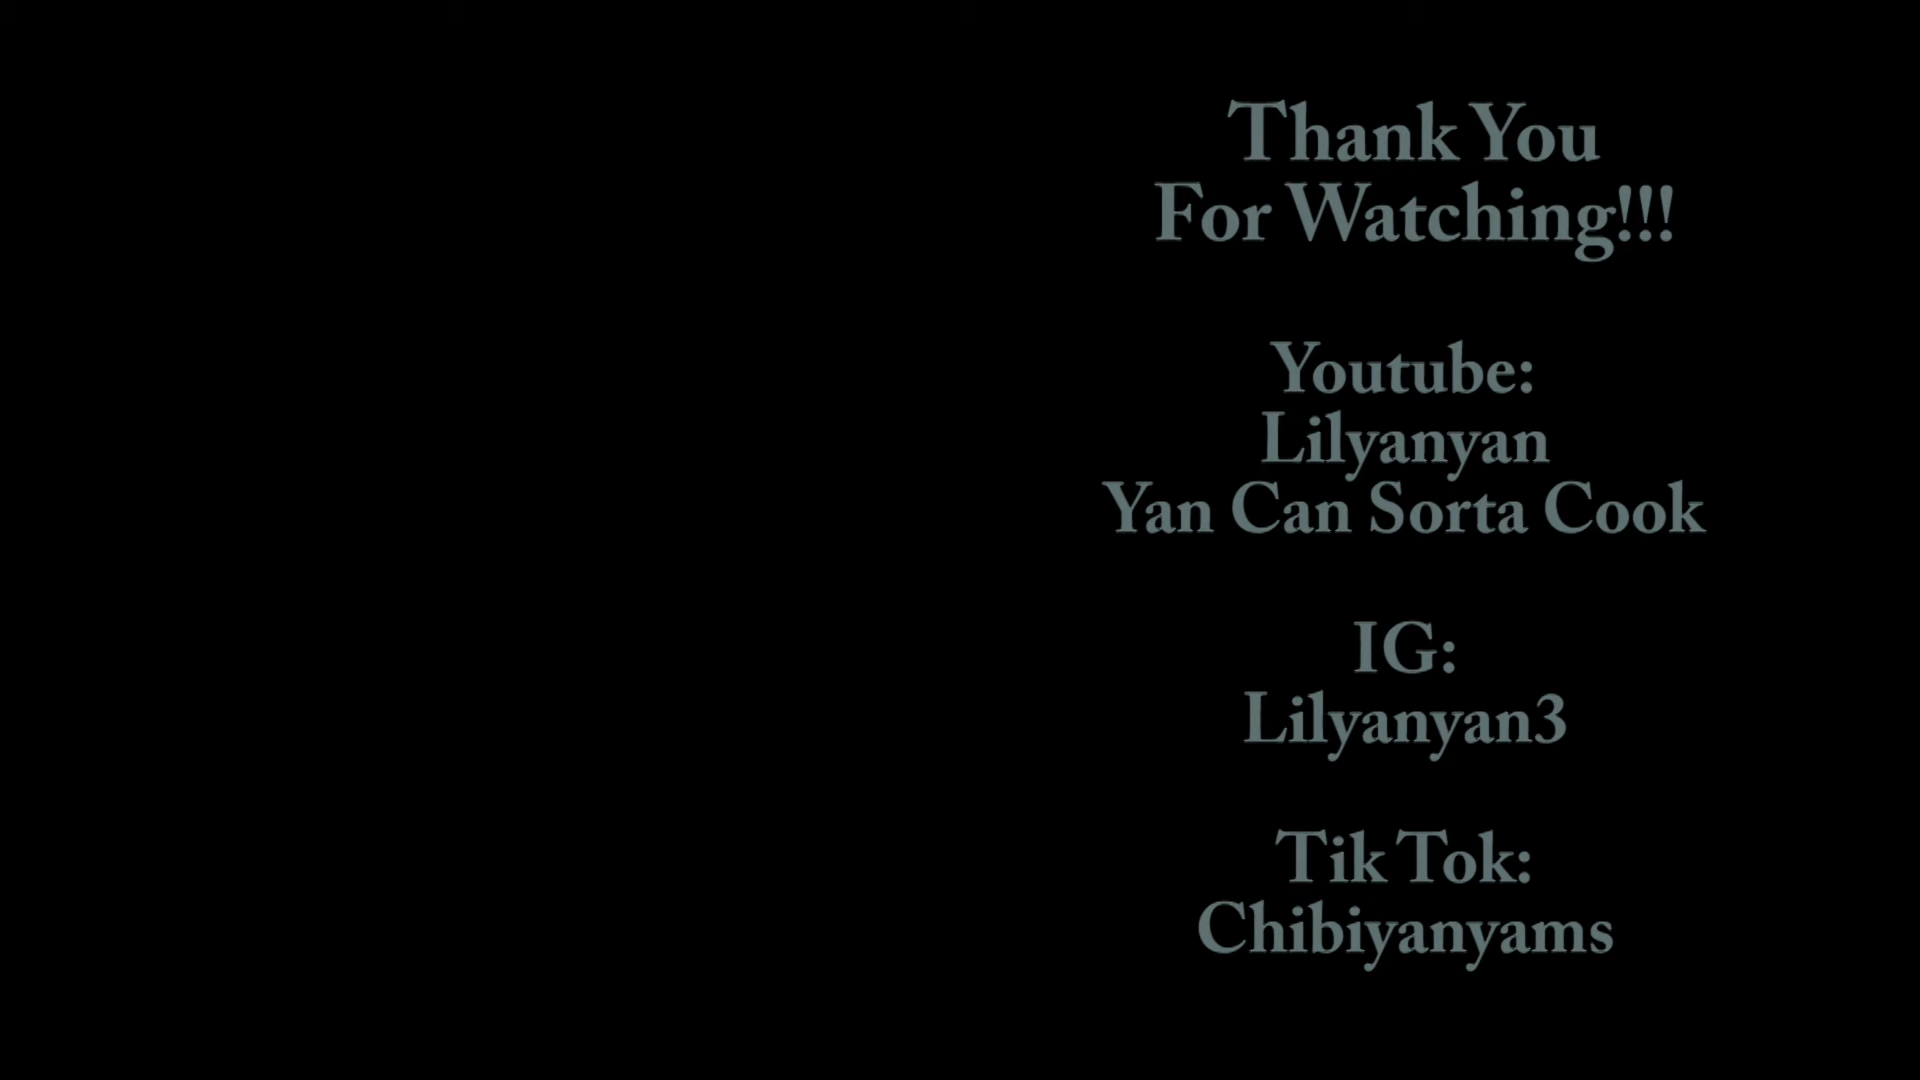 Thank You
For Watching!!!
Youtube:
Lilyanyan
Yan Can Sorta Cook
IG:
Lilyanyan3
Tik Tok:
Chibiyanyams